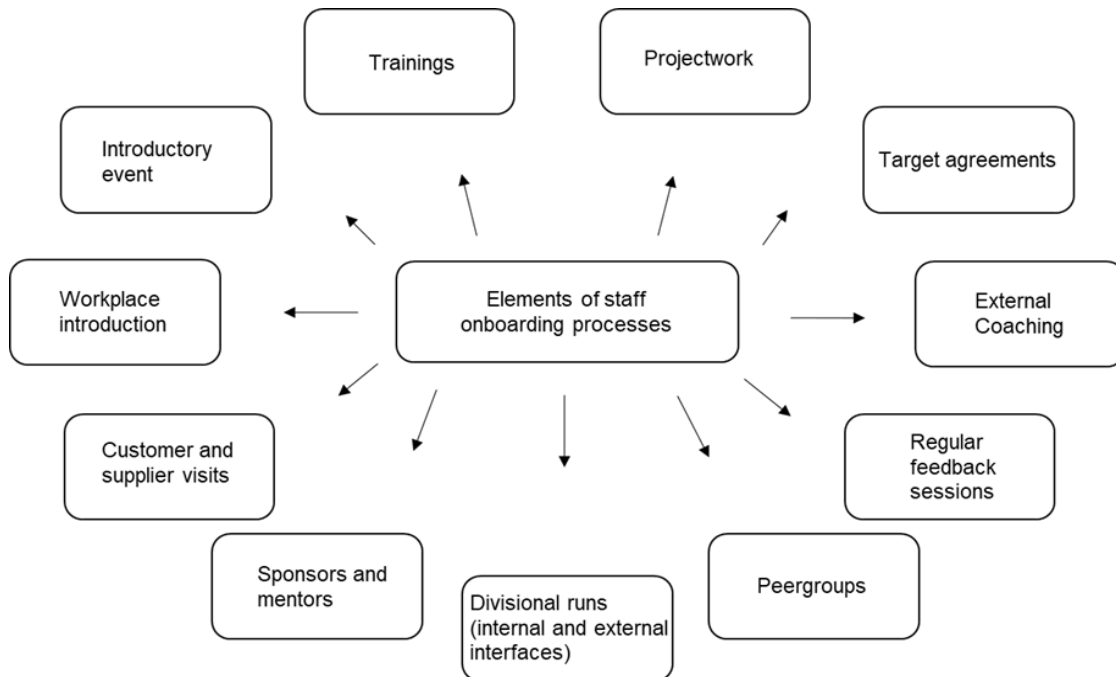 Trainings
Projectwork
Introductory
event
Target agreements
Workplace
introduction
Elements of staff
onboarding processes
External
Coaching
Customer and
supplier visits
Regular
feedback
sessions
Sponsors and
mentors
Divisional runs
(internal and external
interfaces)
Peergroups